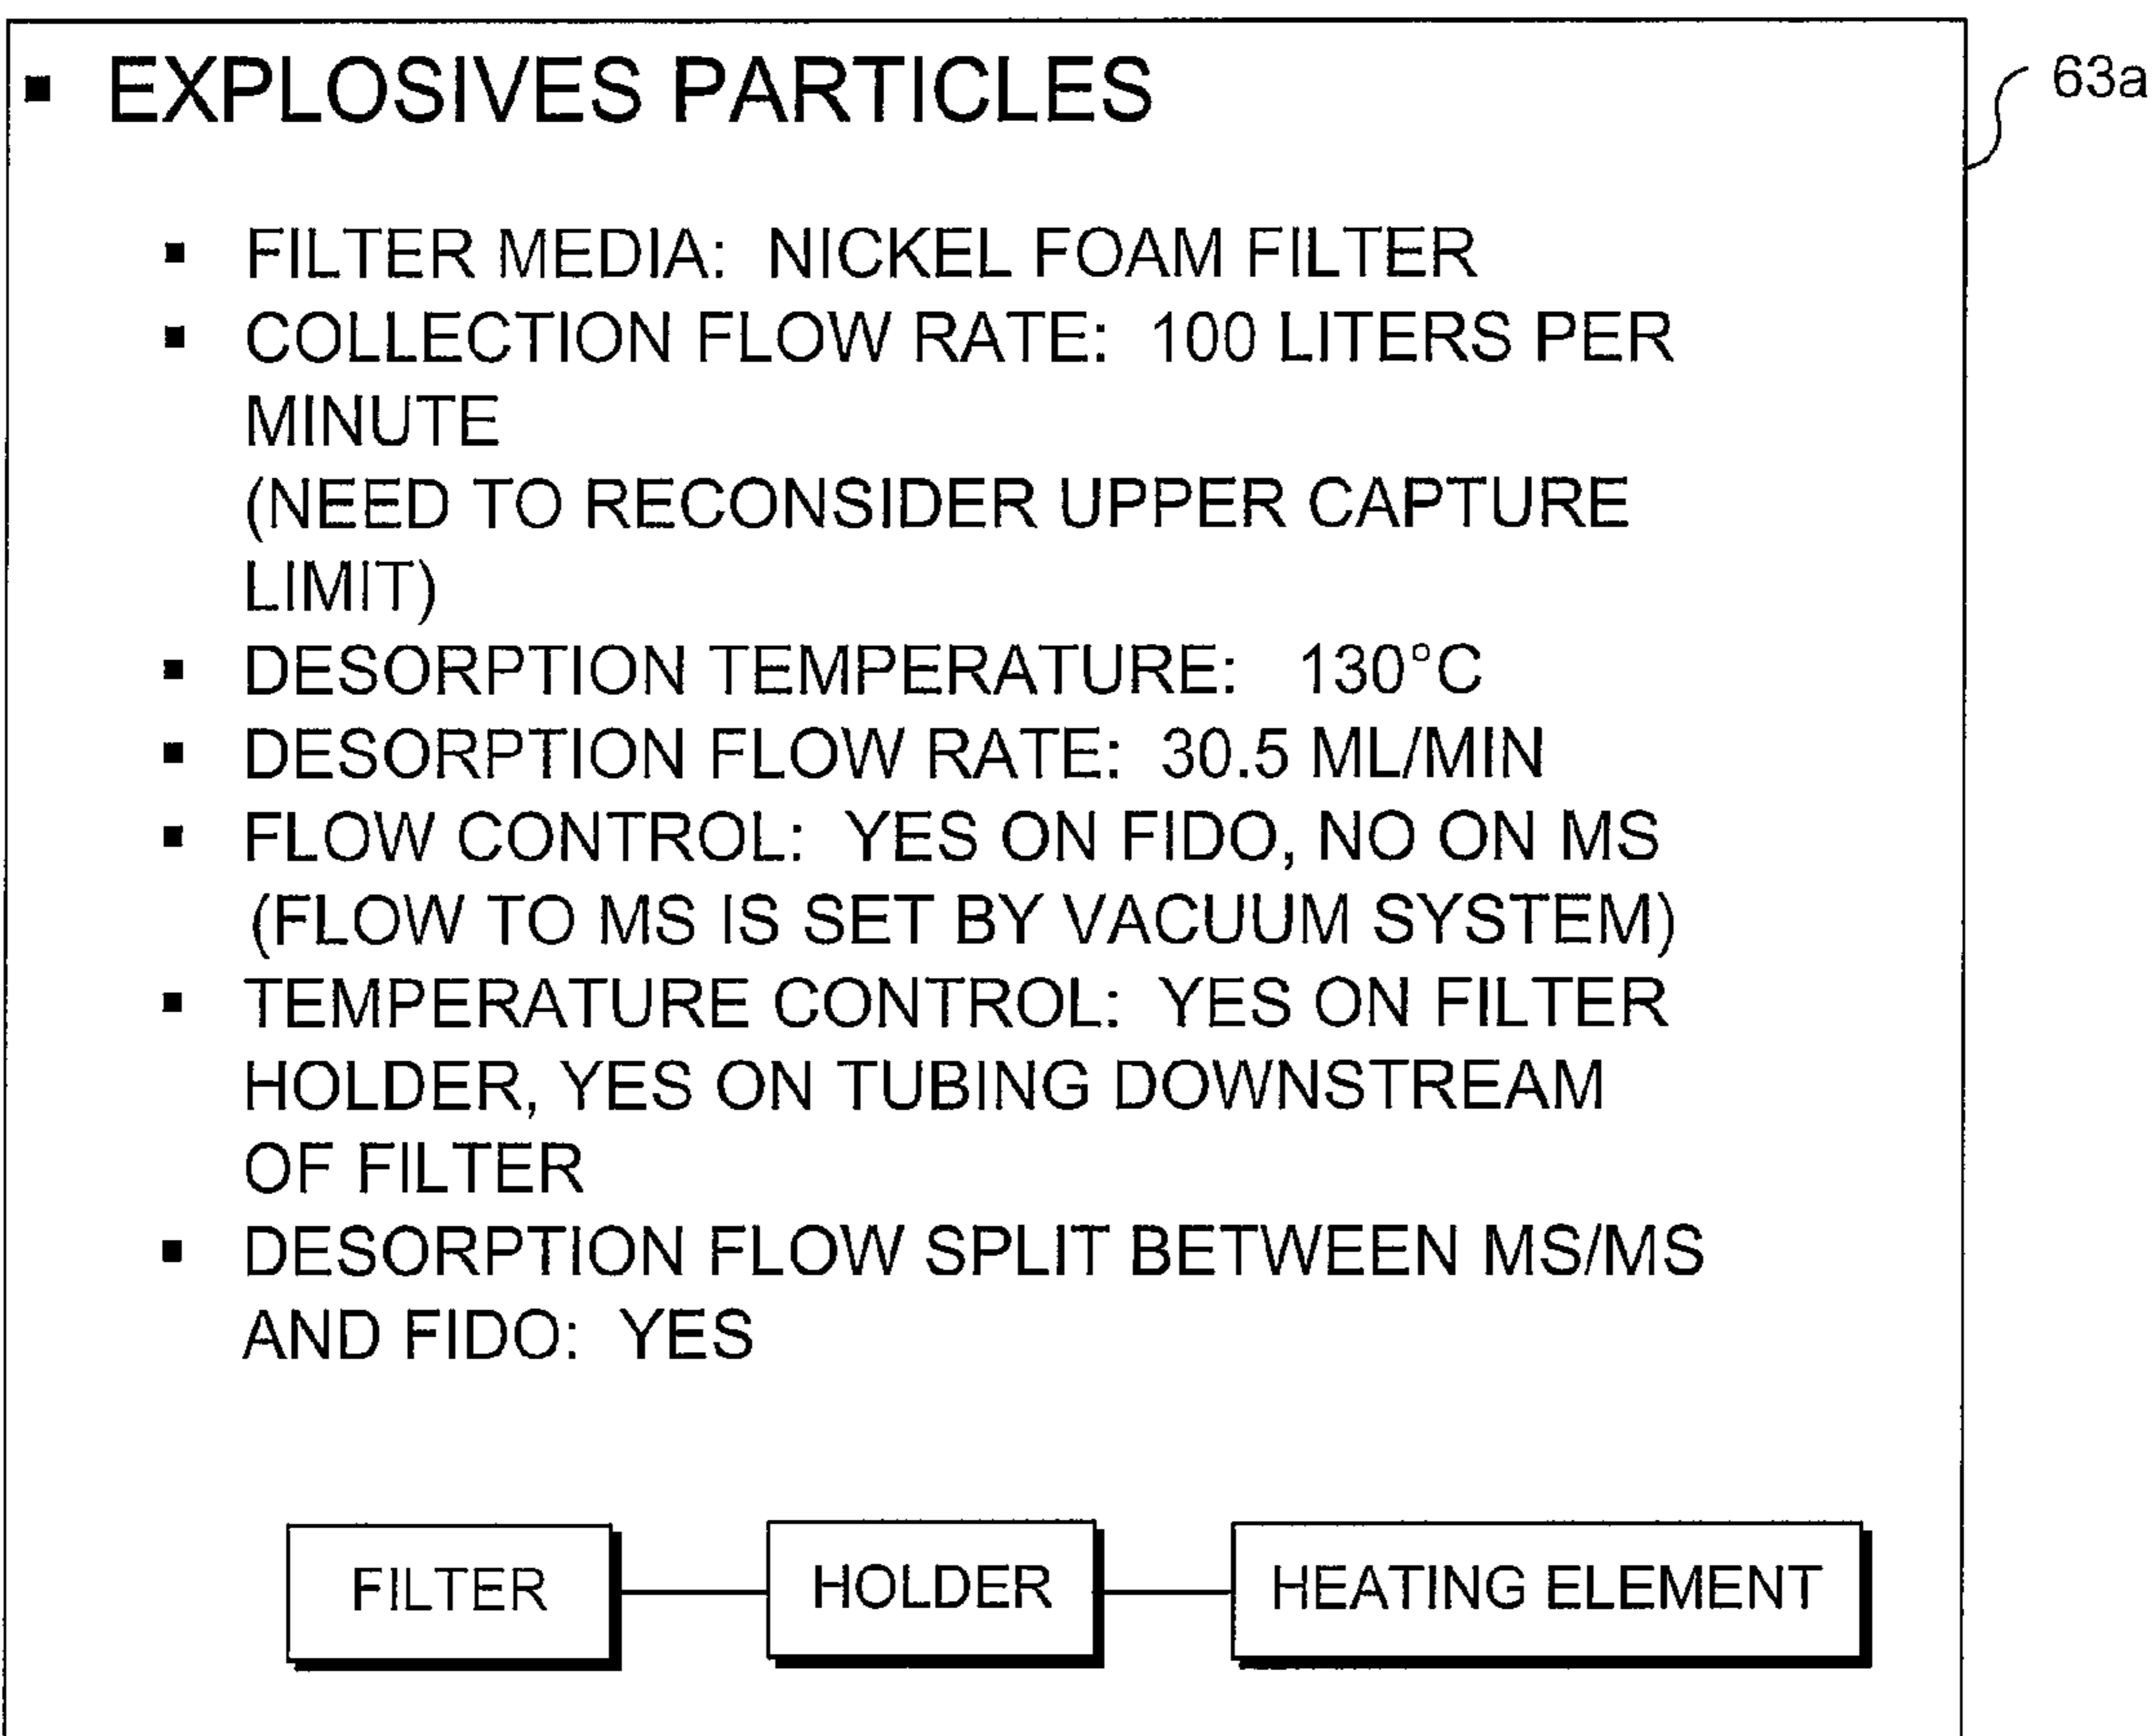 ▪ EXPLOSIVES PARTICLES
63a
▪ FILTER MEDIA: NICKEL FOAM FILTER
▪ COLLECTION FLOW RATE: 100 LITERS PER
MINUTE
(NEED TO RECONSIDER UPPER CAPTURE
LIMIT)
▪ DESORPTION TEMPERATURE: 130°C
▪ DESORPTION FLOW RATE: 30.5 ML/MIN
▪ FLOW CONTROL: YES ON FIDO, NO ON MS
(FLOW TO MS IS SET BY VACUUM SYSTEM)
▪ TEMPERATURE CONTROL: YES ON FILTER
HOLDER, YES ON TUBING DOWNSTREAM
OF FILTER
▪ DESORPTION FLOW SPLIT BETWEEN MS/MS
AND FIDO: YES
FILTER HOLDER HEATING ELEMENT